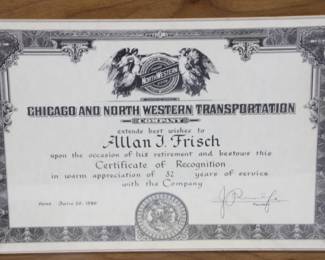 NORTH WESTERN
CHICAGO AND NORTH WESTERN TRANSPORTATION
COMPANY
extends best wishes to
Allan J. Frisch
upon the occasion of his retirement and bestows this
Certificate of Recognition
in warm appreciation of 32 years of service
with the Company